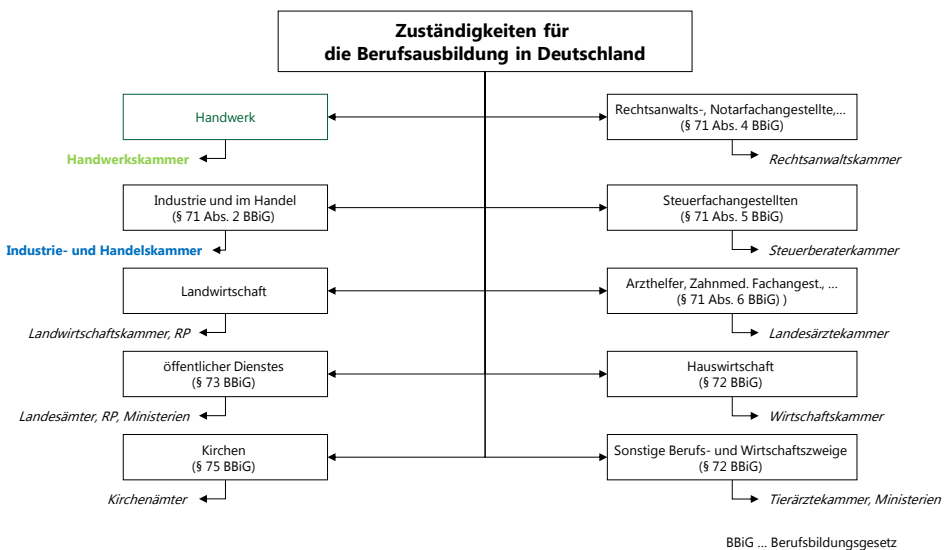 Zuständigkeiten für
die Berufsausbildung in Deutschland
Handwerk
Handwerkskammer
Rechtsanwalts-, Notarfachangestellte,...
(§ 71 Abs. 4 BBiG)
Rechtsanwaltskammer
Industrie und im Handel
(§ 71 Abs. 2 BBiG)
Industrie- und Handelskammer
Steuerfachangestellten
(§ 71 Abs. 5 BBiG)
Steuerberaterkammer
Landwirtschaft
Landwirtschaftskammer, RP
Arzthelfer, Zahnmed. Fachangest., ...
(§ 71 Abs. 6 BBiG) )
Landesärztekammer
öffentlicher Dienstes
(§ 73 BBiG)
Landesämter, RP, Ministerien
Hauswirtschaft
(§ 72 BBiG)
Wirtschaftskammer
Kirchen
(§ 75 BBiG)
Kirchenämter
Sonstige Berufs- und Wirtschaftszweige
(§ 72 BBiG)
Tierärztekammer, Ministerien
BBiG ... Berufsbildungsgesetz